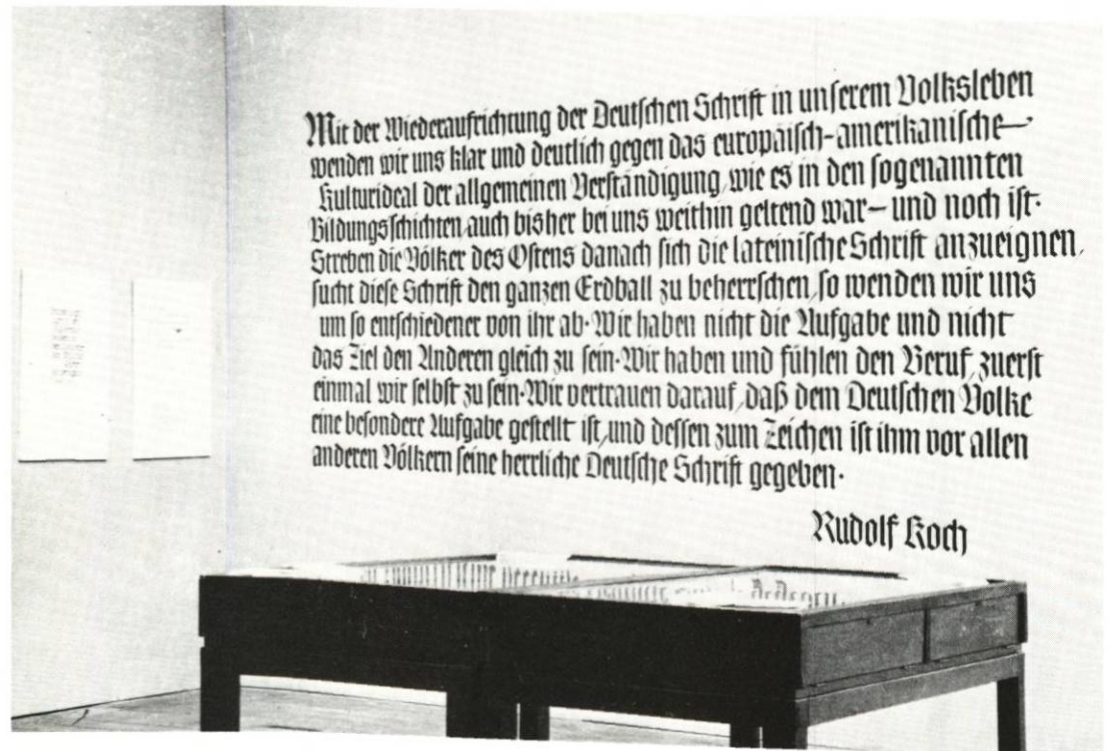 Mit der Wiederaufrichtung der Deutschen Schrift in unserem Volksleben
wenden wir uns klar und deutlich gegen das europäisch-amerikanische
Kulturideal der allgemeinen Verständigung, wie es in den sogenannten
Bildungsschichten auch bisher bei uns weithin geltend war – und noch ist·
Streben die Völker des Ostens danach sich die lateinische Schrift anzueignen,
sucht diese Schrift den ganzen Erdball zu beherrschen, so wenden wir uns
um so entschiedener von ihr ab· Wir haben nicht die Aufgabe und nicht
das Ziel den Anderen gleich zu sein· Wir haben und fühlen den Beruf, zuerst
einmal wir selbst zu sein· Wir vertrauen darauf, daß dem Deutschen Volke
eine besondere Aufgabe gestellt ist, und dessen zum Zeichen ist ihm vor allen
anderen Völkern seine herrliche Deutsche Schrift gegeben·
Rudolf Koch